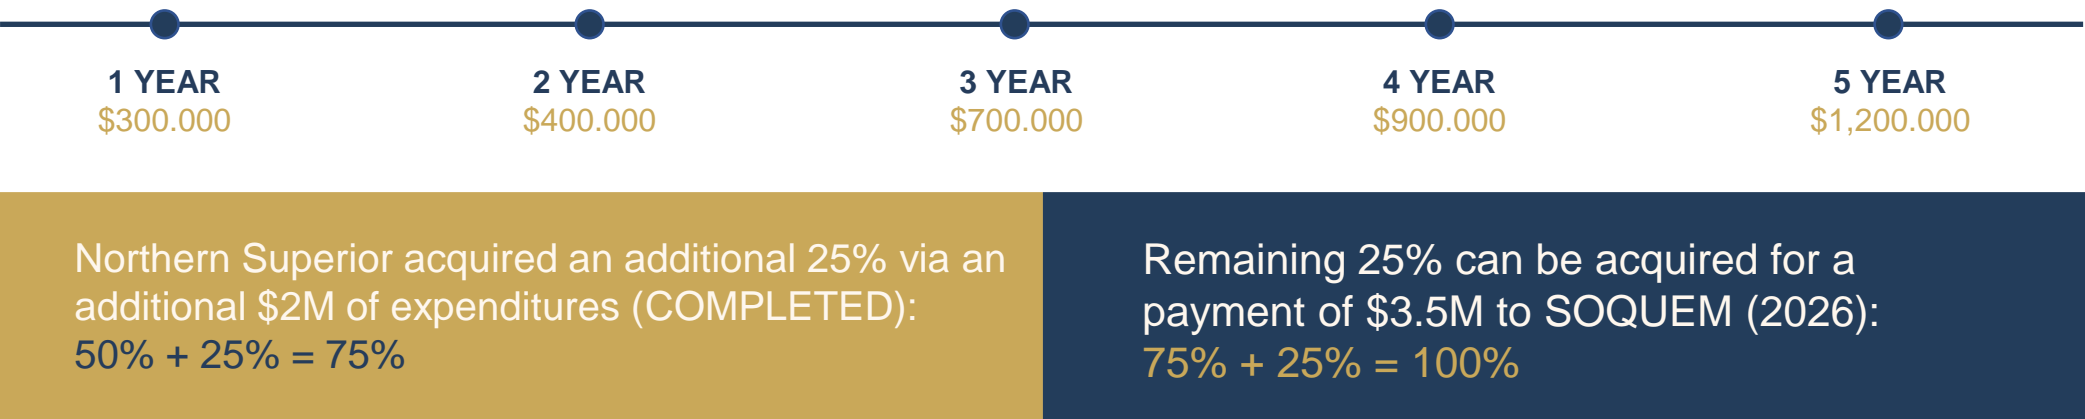 1 YEAR
$300.000
2 YEAR
$400.000
3 YEAR
$700.000
4 YEAR
$900.000
5 YEAR
$1,200.000
Northern Superior acquired an additional 25% via an
additional $2M of expenditures (COMPLETED):
50% + 25% = 75%
Remaining 25% can be acquired for a
payment of $3.5M to SOQUEM (2026):
75% + 25% = 100%